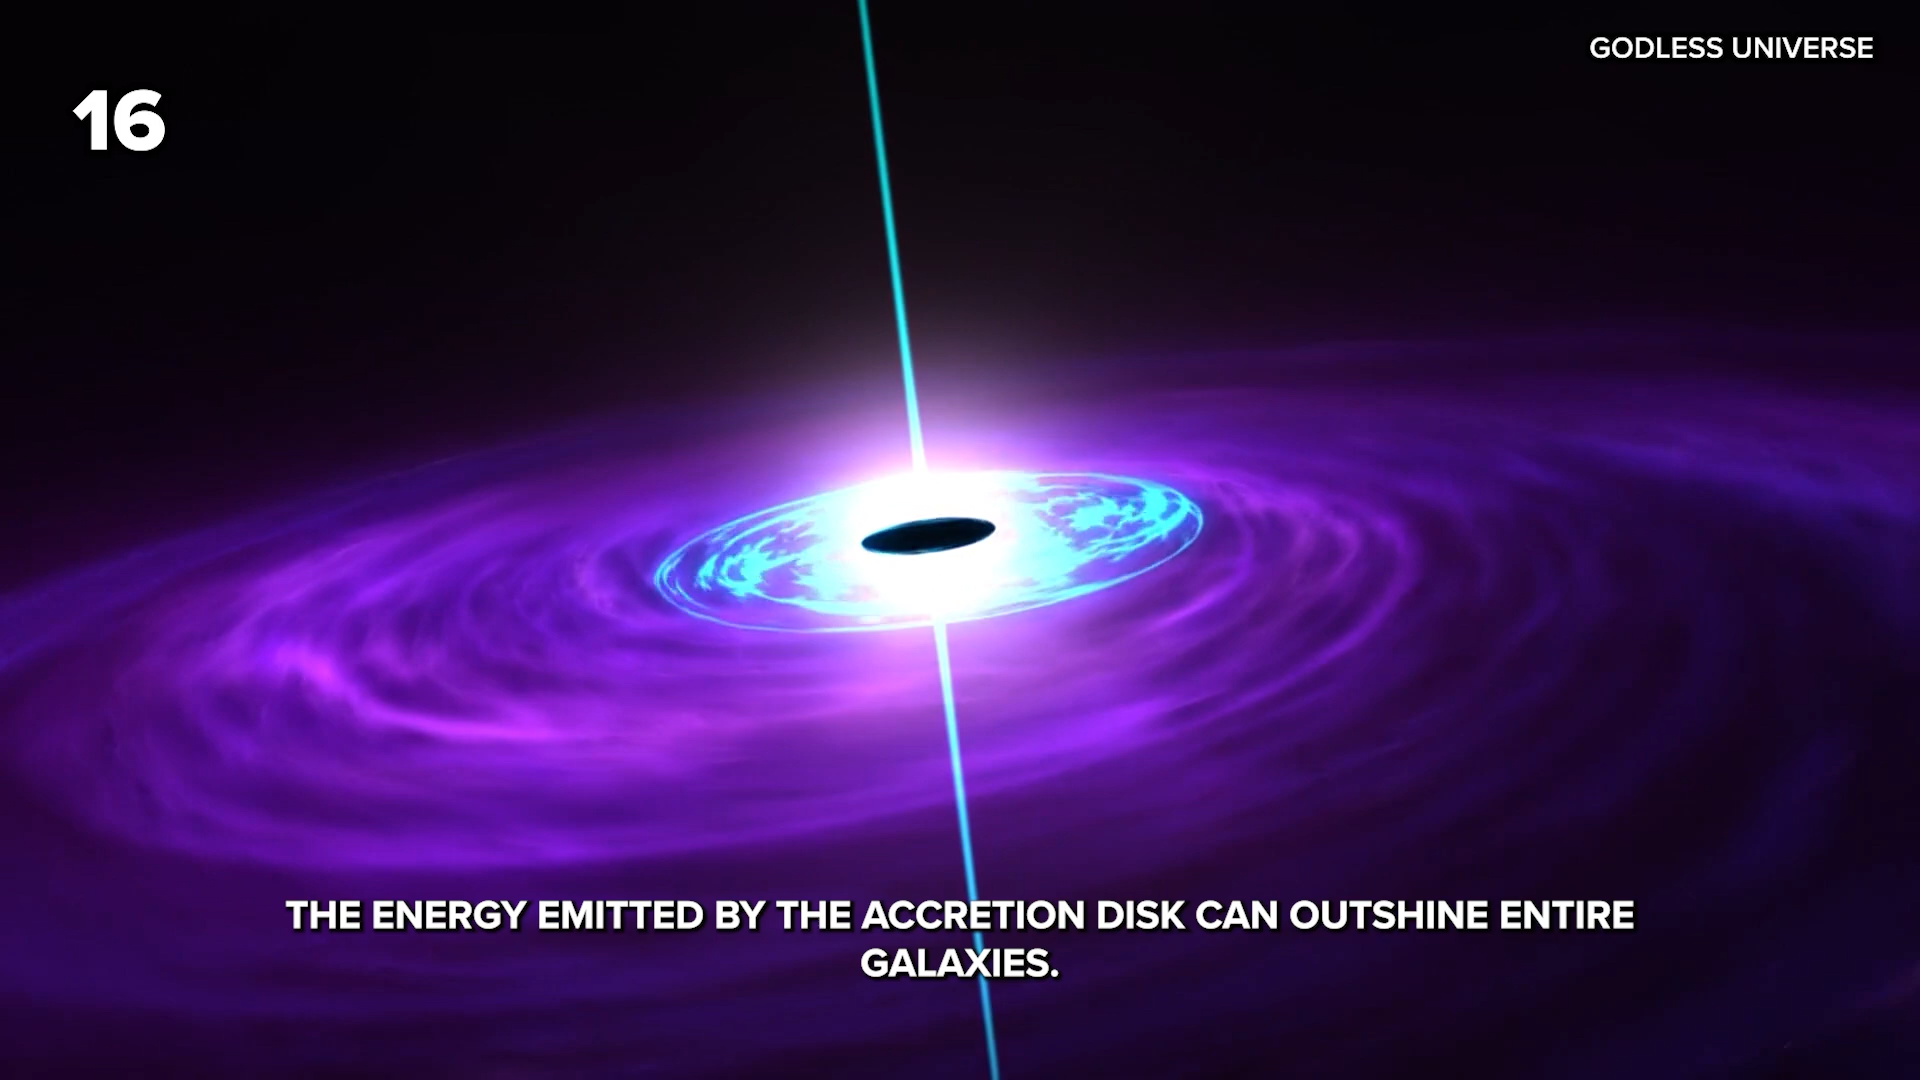 GODLESS UNIVERSE
16
THE ENERGY EMITTED BY THE ACCRETION DISK CAN OUTSHINE ENTIRE
GALAXIES.